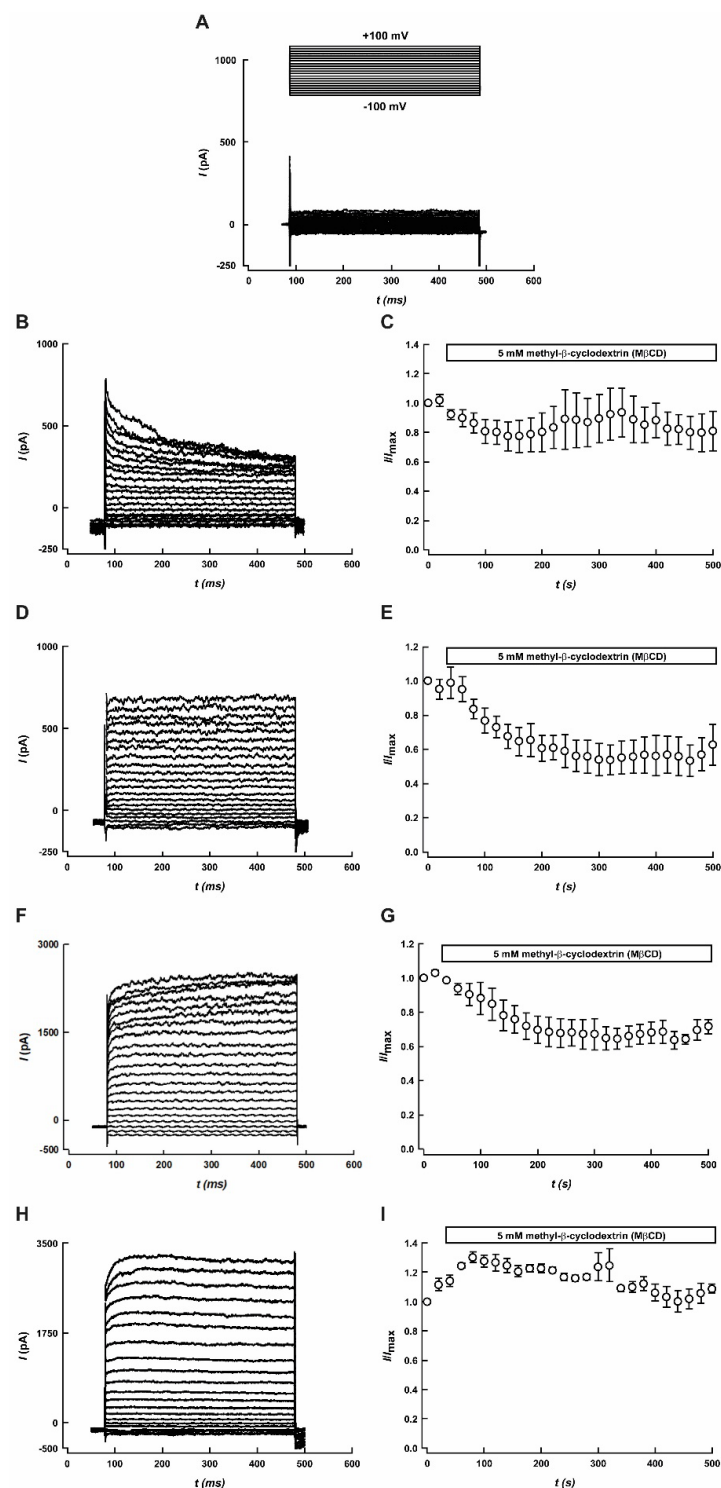 A
+100 mV
-100 mV
1000
500
0
-250
I (pA)
0 100 200 300 400 500 600
t (ms)
B
1000
500
0
-250
I (pA)
0 100 200 300 400 500 600
t (ms)
C
5 mM methyl-β-cyclodextrin (MβCD)
1.4
1.2
1.0
0.8
0.6
0.4
0.2
0.0
I/Imax
0 100 200 300 400 500
t (s)
D
1000
500
0
-250
I (pA)
0 100 200 300 400 500 600
t (ms)
E
5 mM methyl-β-cyclodextrin (MβCD)
1.2
1.0
0.8
0.6
0.4
0.2
0.0
I/Imax
0 100 200 300 400 500
t (s)
F
3000
1500
0
-500
I (pA)
0 100 200 300 400 500 600
t (ms)
G
5 mM methyl-β-cyclodextrin (MβCD)
1.2
1.0
0.8
0.6
0.4
0.2
0.0
I/Imax
0 100 200 300 400 500
t (s)
H
3500
1750
0
-500
I (pA)
0 100 200 300 400 500 600
t (ms)
I
5 mM methyl-β-cyclodextrin (MβCD)
1.4
1.2
1.0
0.8
0.6
0.4
0.2
0.0
I/Imax
0 100 200 300 400 500
t (s)